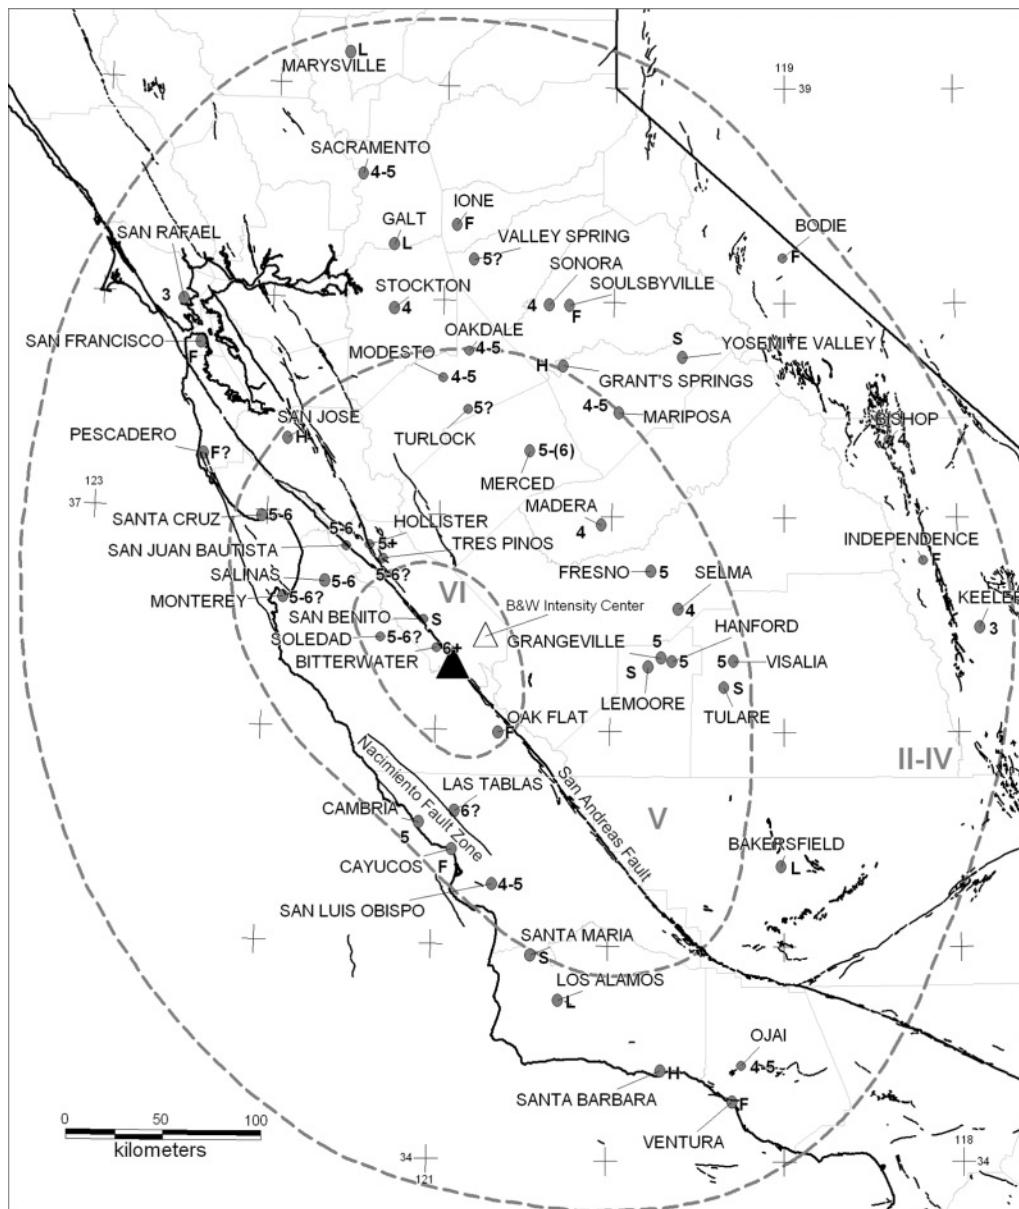 L
MARYSVILLE
119
39
SACRAMENTO
4-5
IONE
F
GALT
L
SAN RAFAEL
3
VALLEY SPRING
5?
BODIE
F
SONORA
4
SOULSBYVILLE
F
STOCKTON
4
SAN FRANCISCO
F
OAKDALE
4-5
MODESTO
4-5
S
YOSEMITE VALLEY
H
GRANT'S SPRINGS
4-5
MARIPOSA
SAN JOSE
H
5?
TURLOCK
BISHOP
4
PESCADERO
F?
5-(6)
MERCED
123
37
SANTA CRUZ
5-6
MADERA
4
5-6
HOLLISTER
5+
SAN JUAN BAUTISTA
TRES PINOS
5-6?
INDEPENDENCE
F
SALINAS
5-6
FRESNO
5
SELMA
4
MONTEREY
5-6?
VI
B&W Intensity Center
KEELER
3
SAN BENITO
S
SOLEDAD
5-6?
GRANGEVILLE
5
HANFORD
5
BITTERWATER
6+
5
VISALIA
S
LEMOORE
S
TULARE
OAK FLAT
F
II-IV
Nacimiento Fault Zone
San Andreas Fault
LAS TABLAS
6?
CAMBRIA
5
V
CAYUCOS
F
BAKERSFIELD
L
4-5
SAN LUIS OBISPO
SANTA MARIA
S
LOS ALAMOS
L
OJAI
4-5
SANTA BARBARA
H
F
VENTURA
0 50 100
kilometers
34
121
118
34